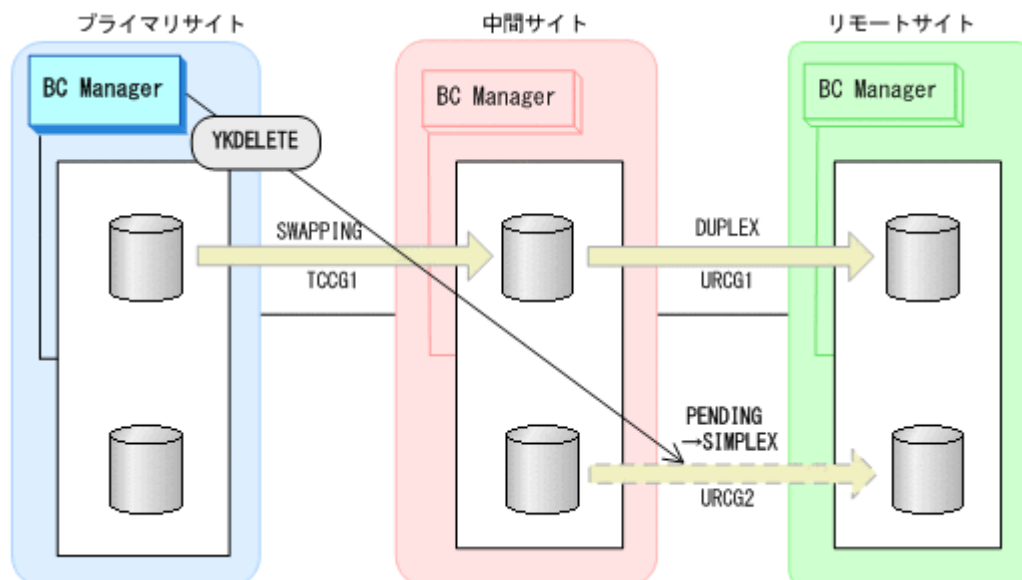 プライマリサイト
中間サイト
リモートサイト
BC Manager
BC Manager
BC Manager
YKDELETE
SWAPPING
TCCG1
DUPLEX
URCG1
PENDING
→SIMPLEX
URCG2